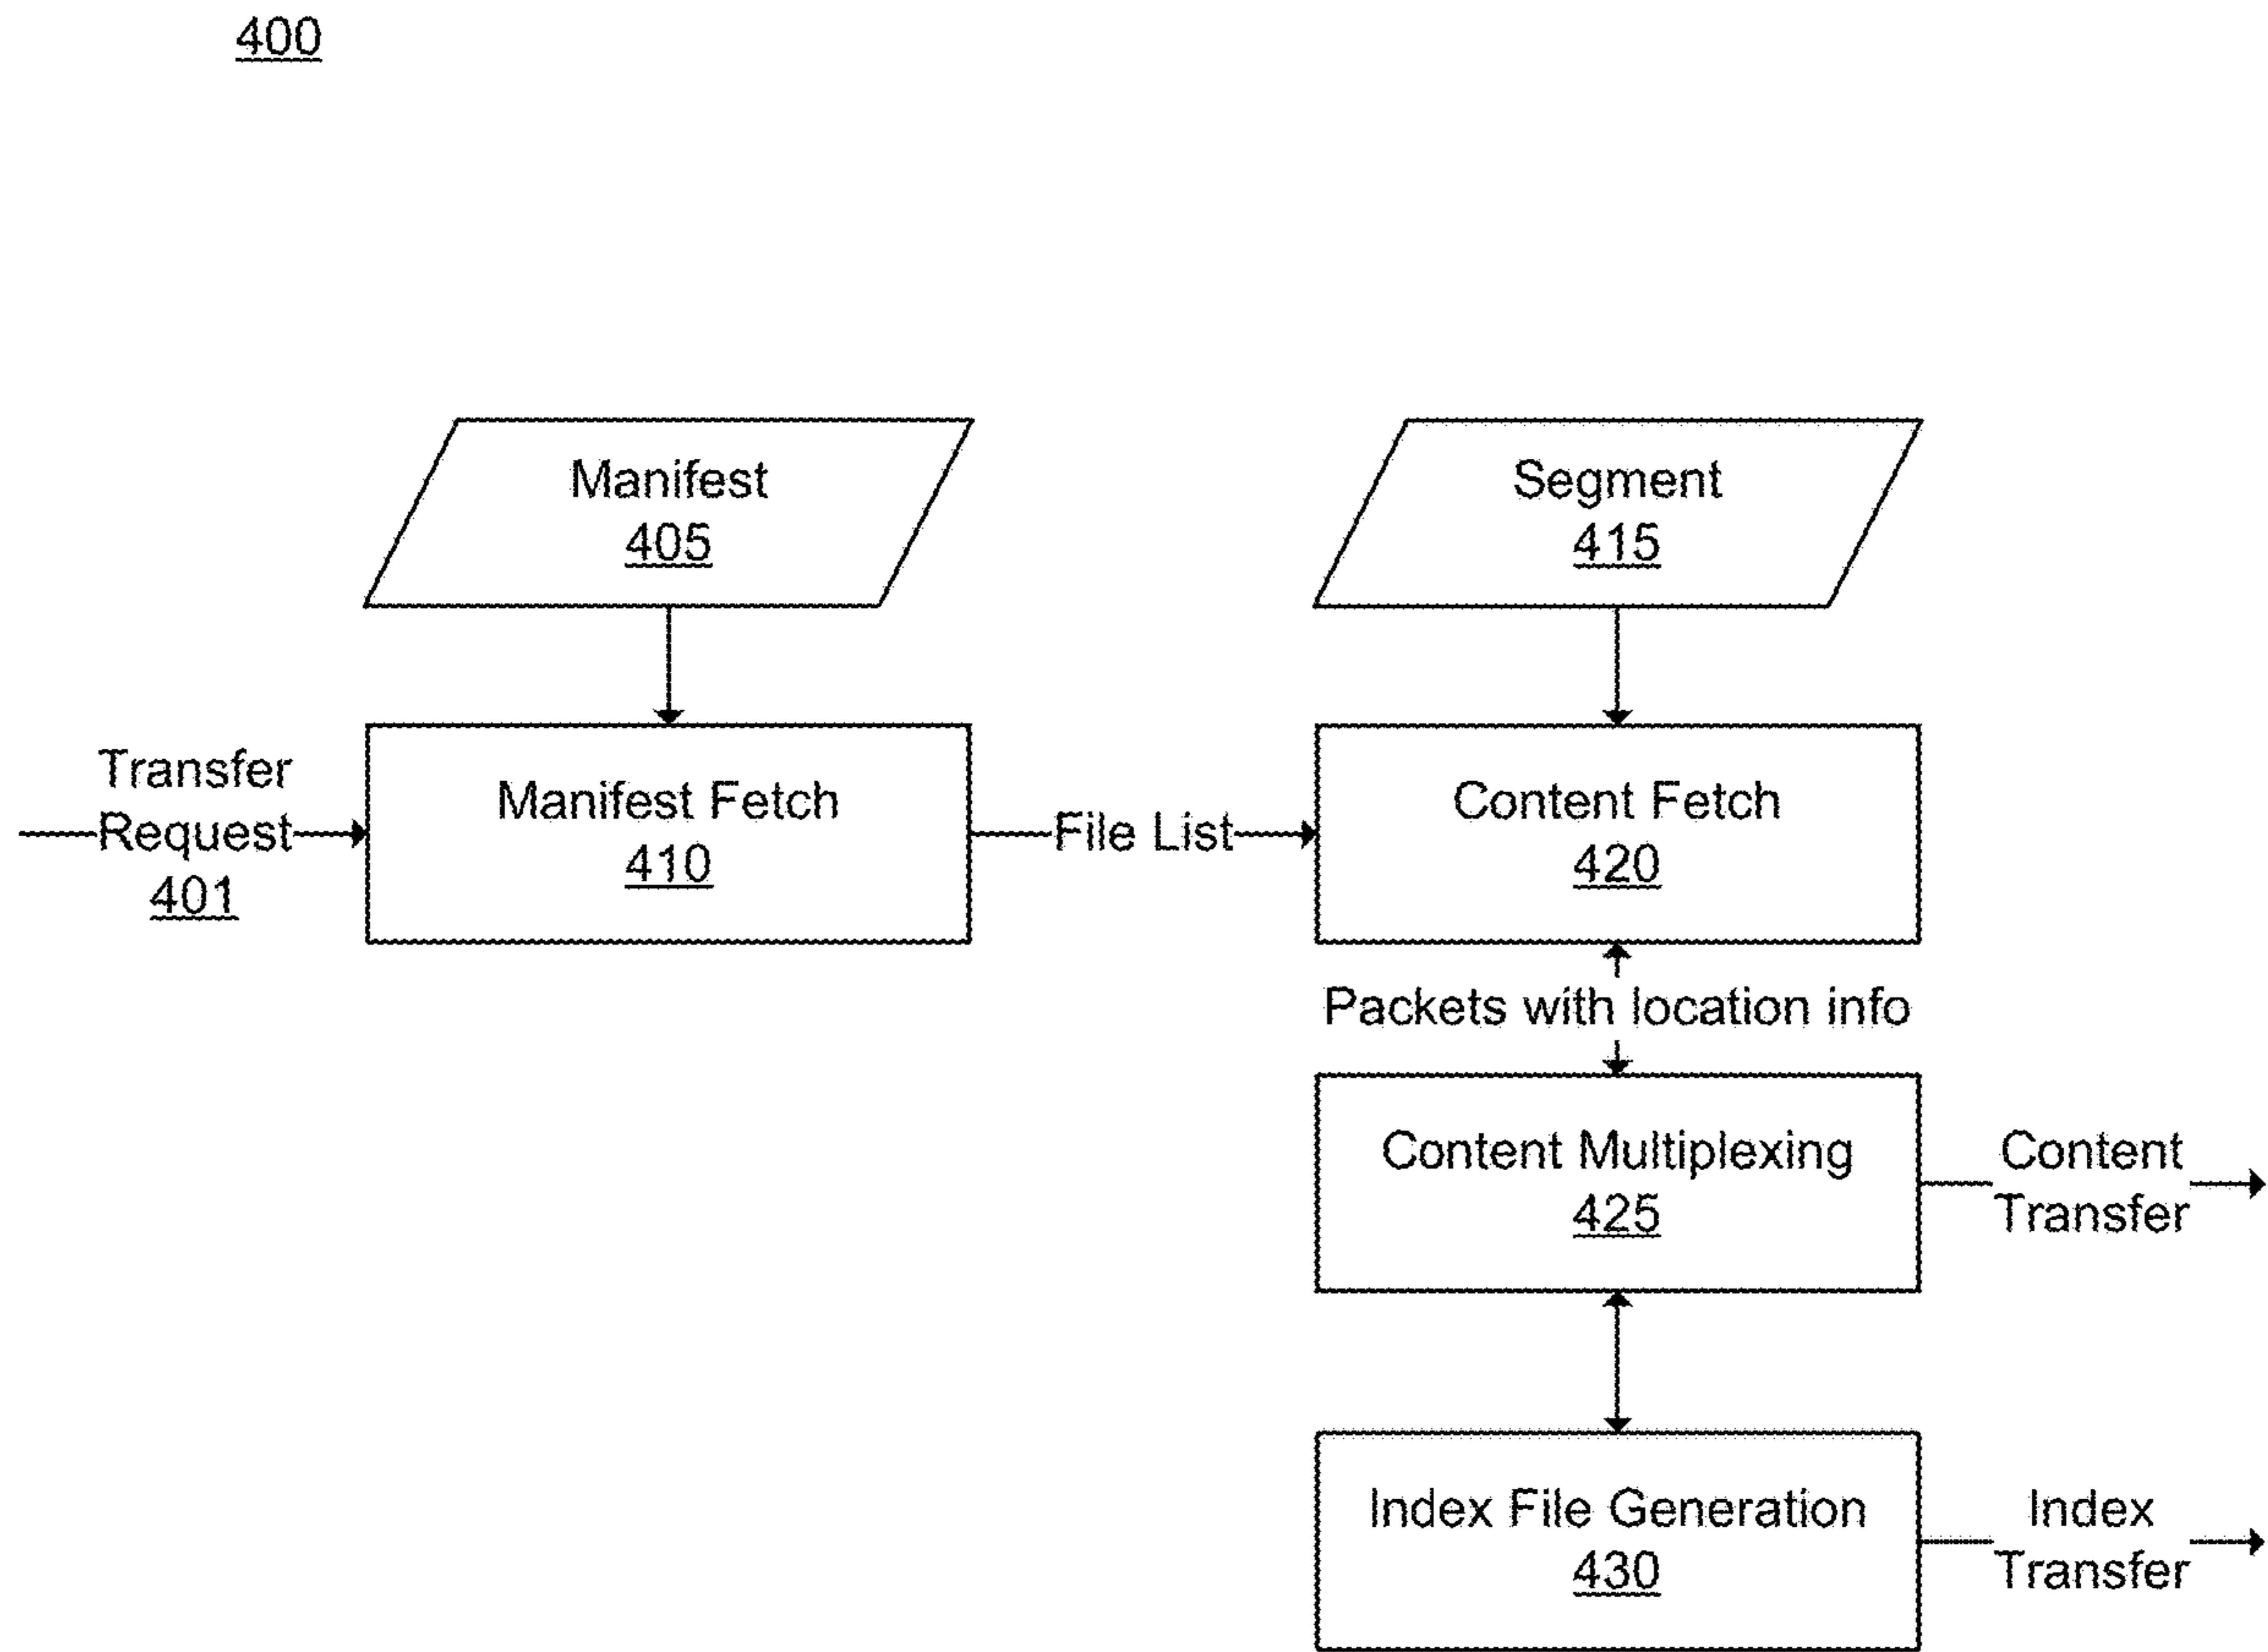 400
Manifest
405
Segment
415
Transfer
Request
401
Manifest Fetch
410
File List
Content Fetch
420
Packets with location info
Content Multiplexing
425
Content
Transfer
Index File Generation
430
Index
Transfer